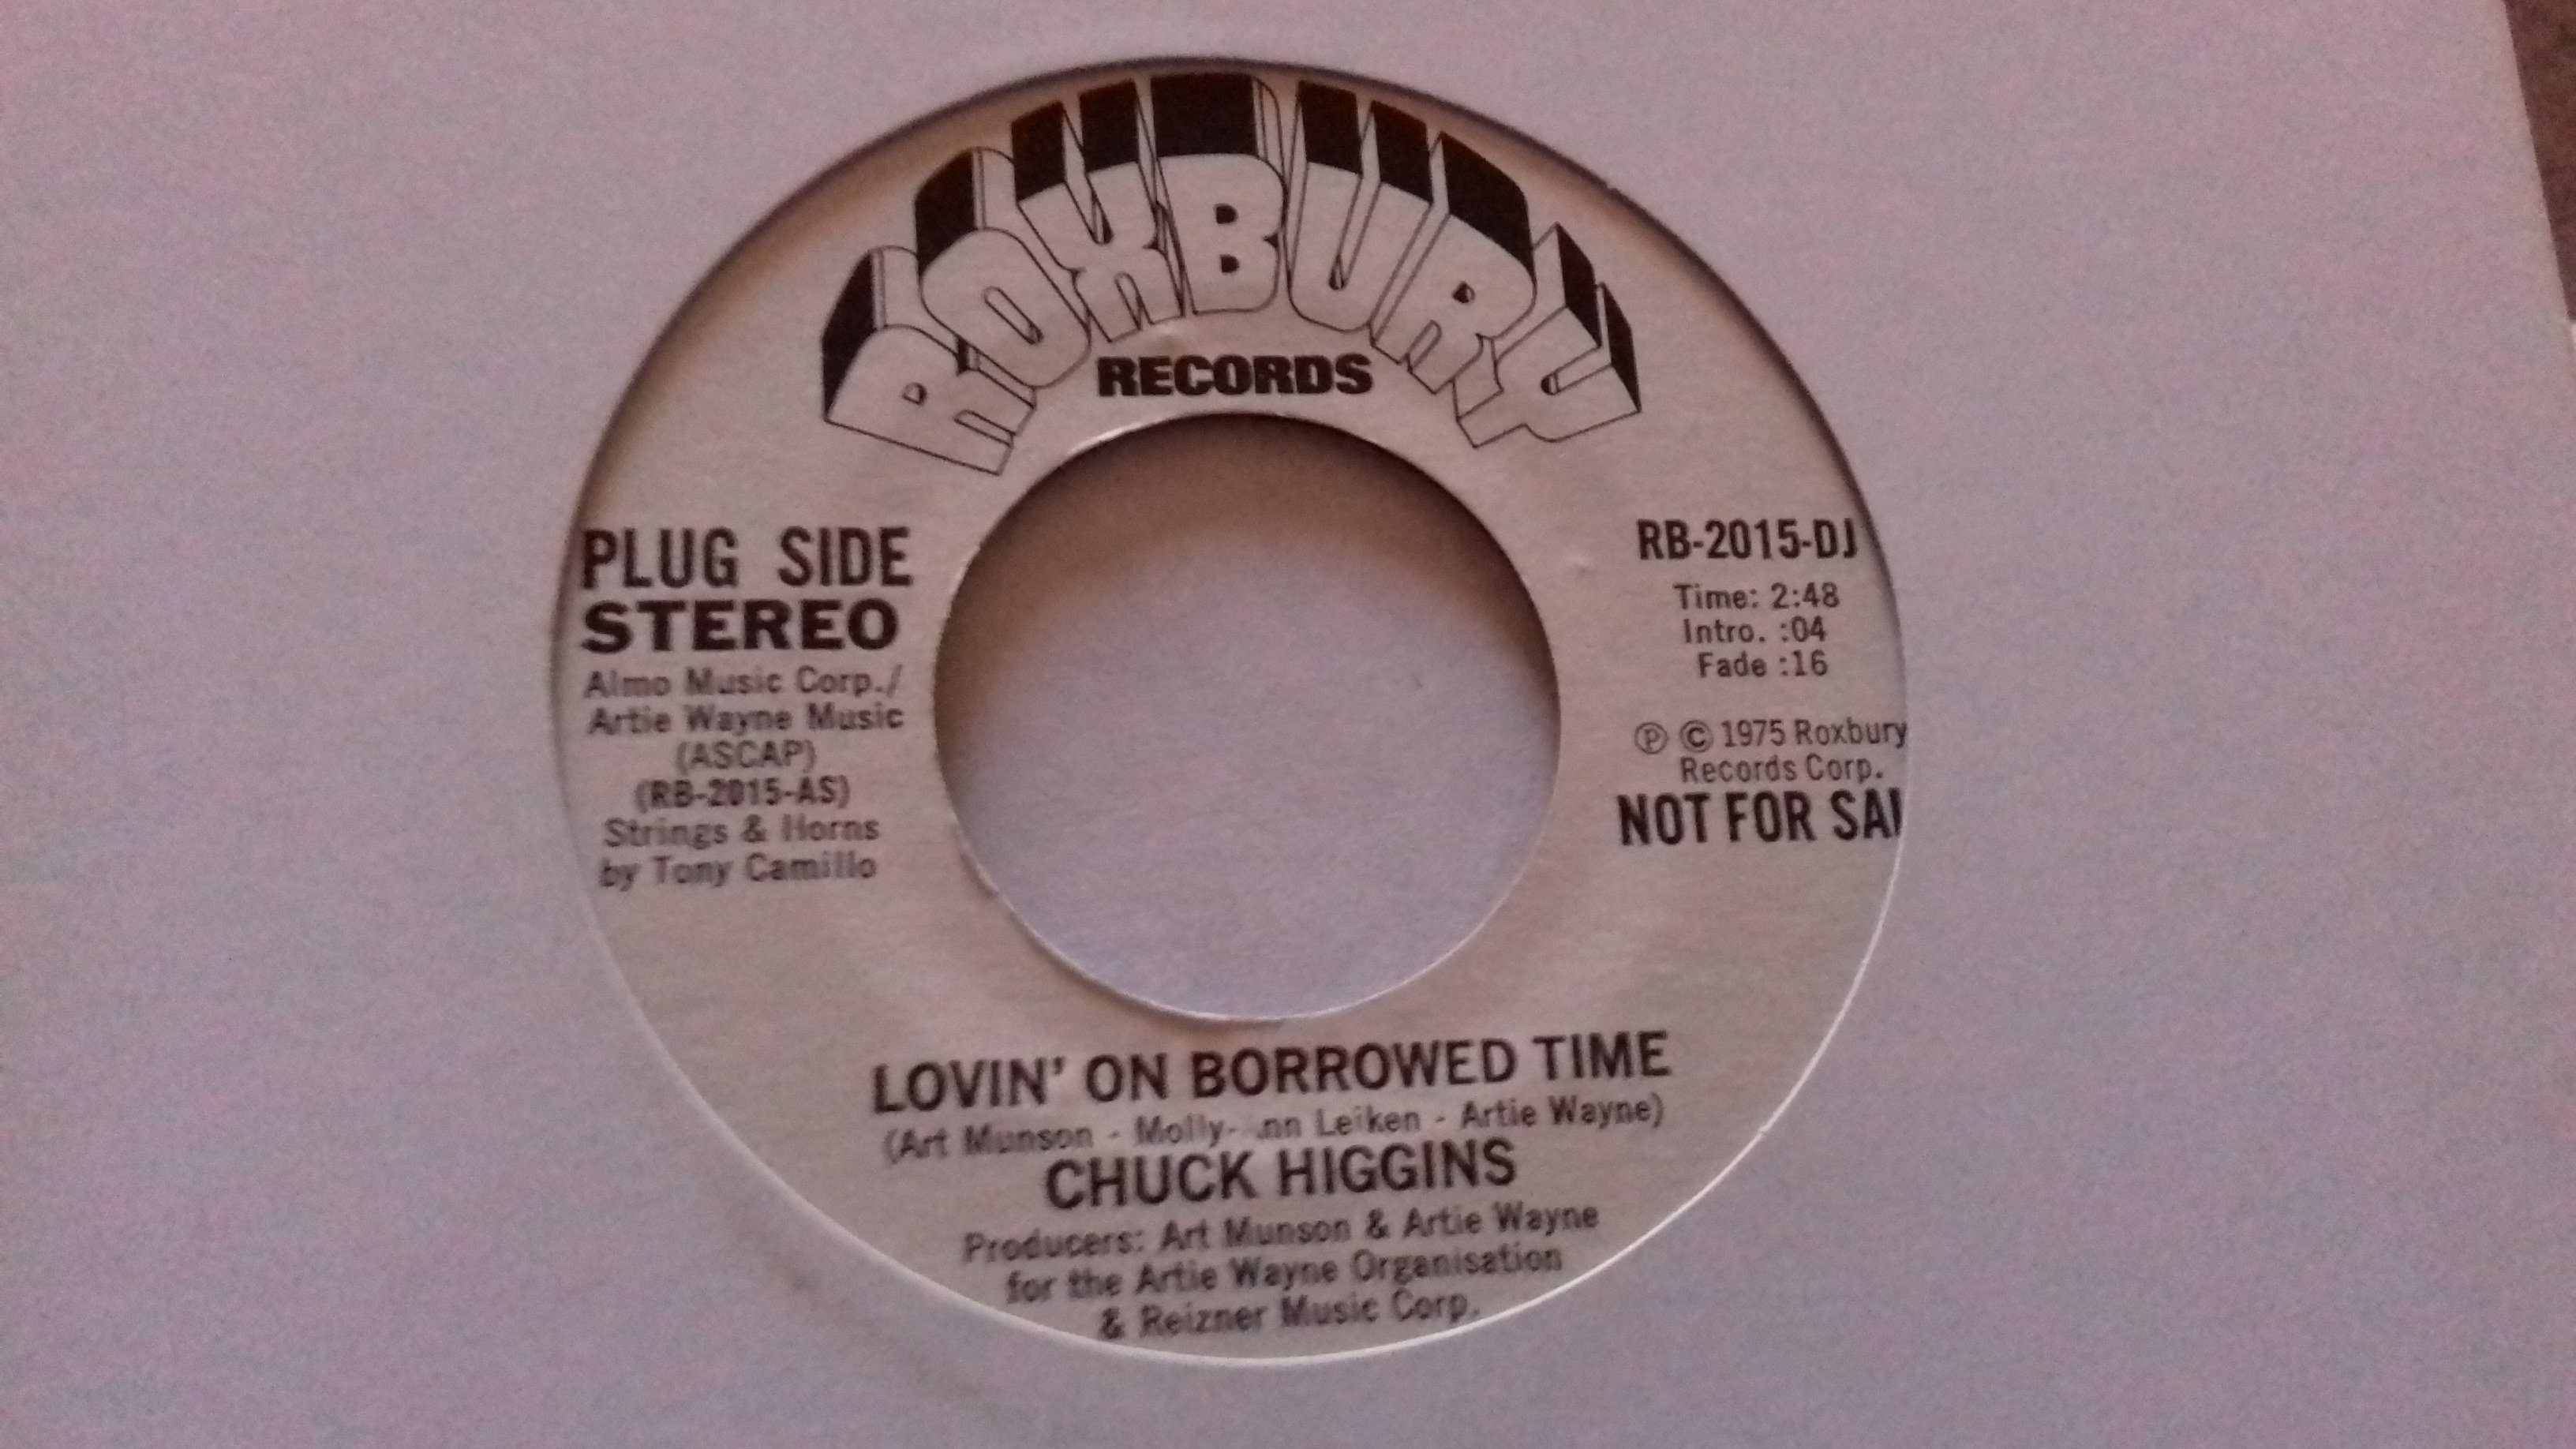 ROXBURY
RECORDS
PLUG SIDE
STEREO
Almo Music Corp./
Artie Wayne Music
(ASCAP)
(RB-2015-AS)
Strings & Horns
by Tony Camillo
RB-2015-DJ
Time: 2:48
Intro. :04
Fade :16
Ⓟ © 1975 Roxbury
Records Corp.
NOT FOR SAL
LOVIN' ON BORROWED TIME
(Art Munson - Molly- nn Leiken - Artie Wayne)
CHUCK HIGGINS
Producers: Art Munson & Artie Wayne
for the Artie Wayne Organisation
& Reizner Music Corp.